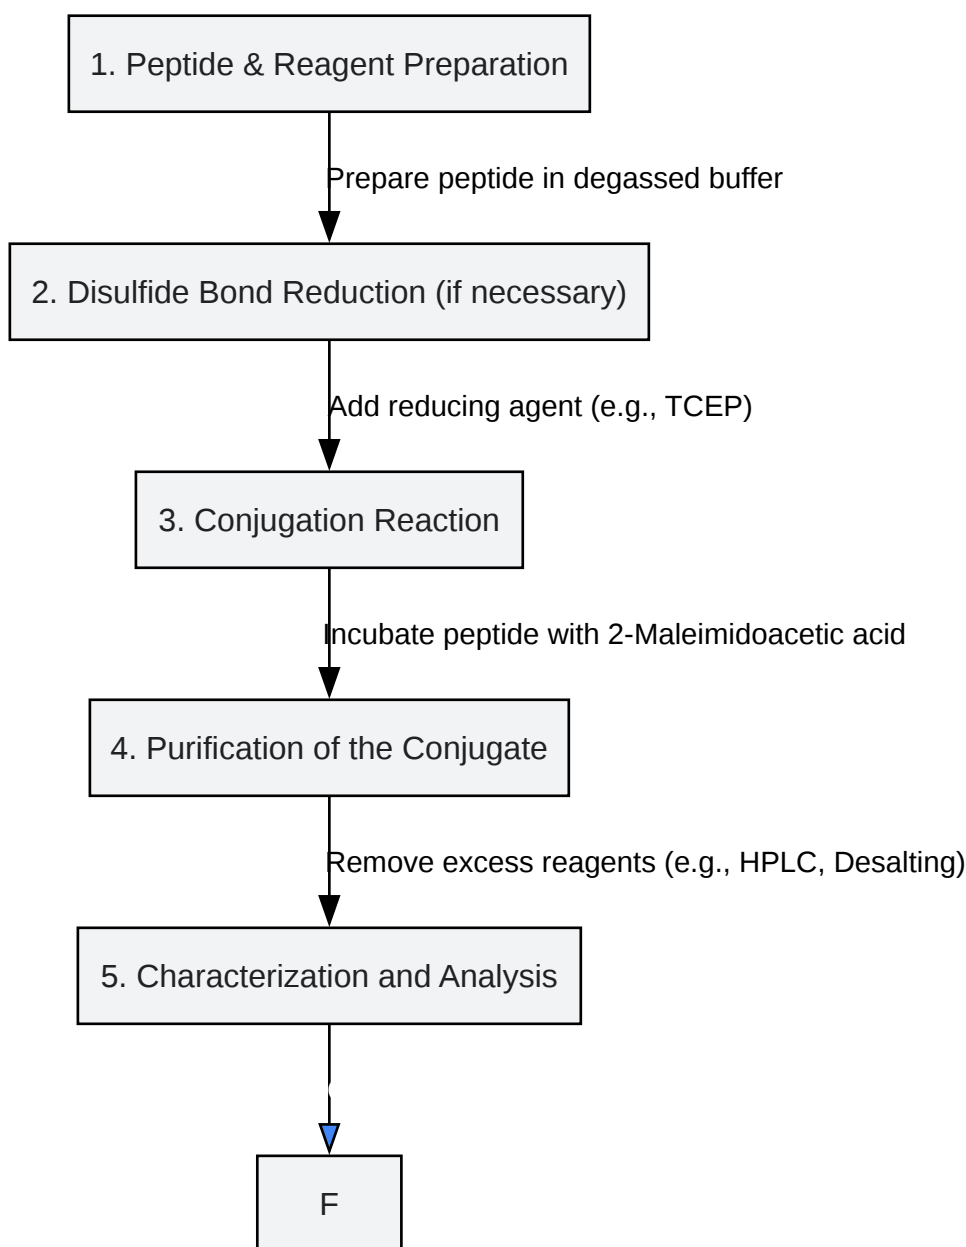 1. Peptide & Reagent Preparation
Prepare peptide in degassed buffer
2. Disulfide Bond Reduction (if necessary)
Add reducing agent (e.g., TCEP)
3. Conjugation Reaction
Incubate peptide with 2-Maleimidoacetic acid
4. Purification of the Conjugate
Remove excess reagents (e.g., HPLC, Desalting)
5. Characterization and Analysis
F